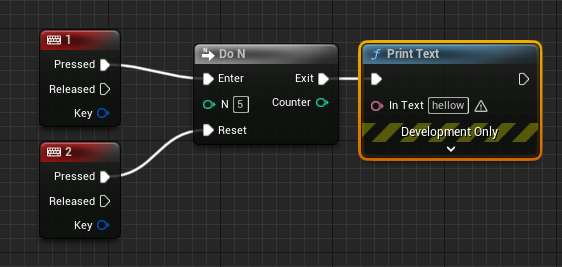 1
Pressed
Released
Key
2
Pressed
Released
Key
Do N
Enter Exit
N 5 Counter
Reset
Print Text
In Text hellow
Development Only